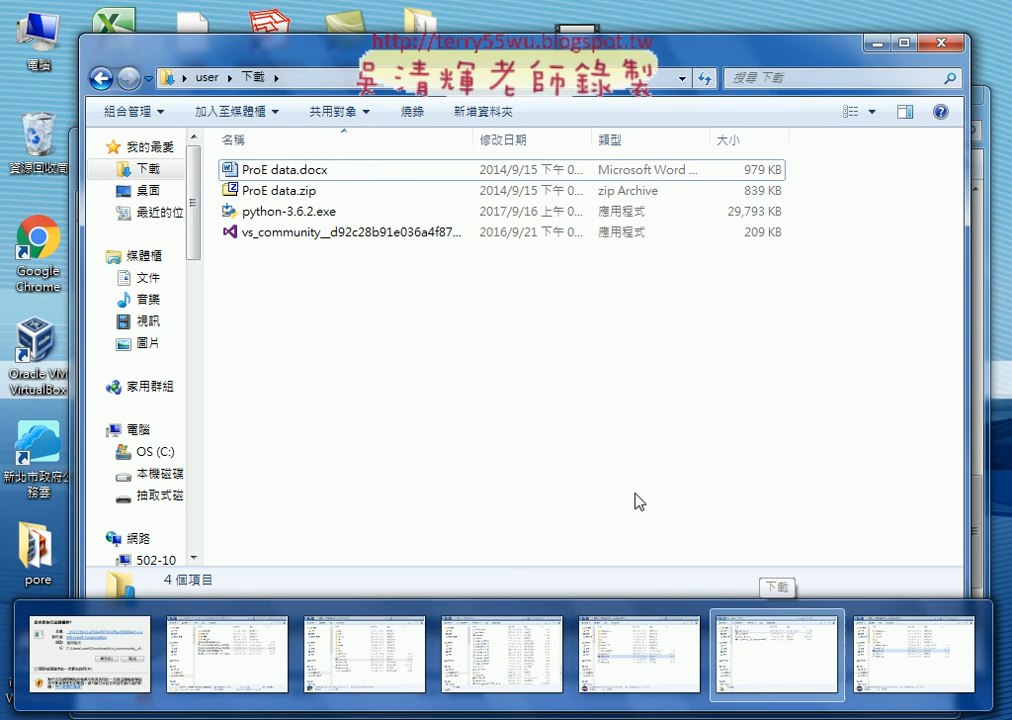 http://terry55wu.blogspot.tw
吳清輝老師錄製
電腦
資源回收筒
Google Chrome
Oracle VM VirtualBox
新北市政府公務雲
pore
user
下載
搜尋 下載
組合管理
加入至媒體櫃
共用對象
燒錄
新增資料夾
我的最愛
下載
桌面
最近的位
媒體櫃
文件
音樂
視訊
圖片
家用群組
電腦
OS (C:)
本機磁碟
抽取式磁
網路
502-10
名稱 修改日期 類型 大小
ProE data.docx 2014/9/15 下午 0... Microsoft Word ... 979 KB
ProE data.zip 2014/9/15 下午 0... zip Archive 839 KB
python-3.6.2.exe 2017/9/16 上午 0... 應用程式 29,793 KB
vs_community__d92c28b91e036a4f87... 2016/9/21 下午 0... 應用程式 209 KB
4 個項目
下載